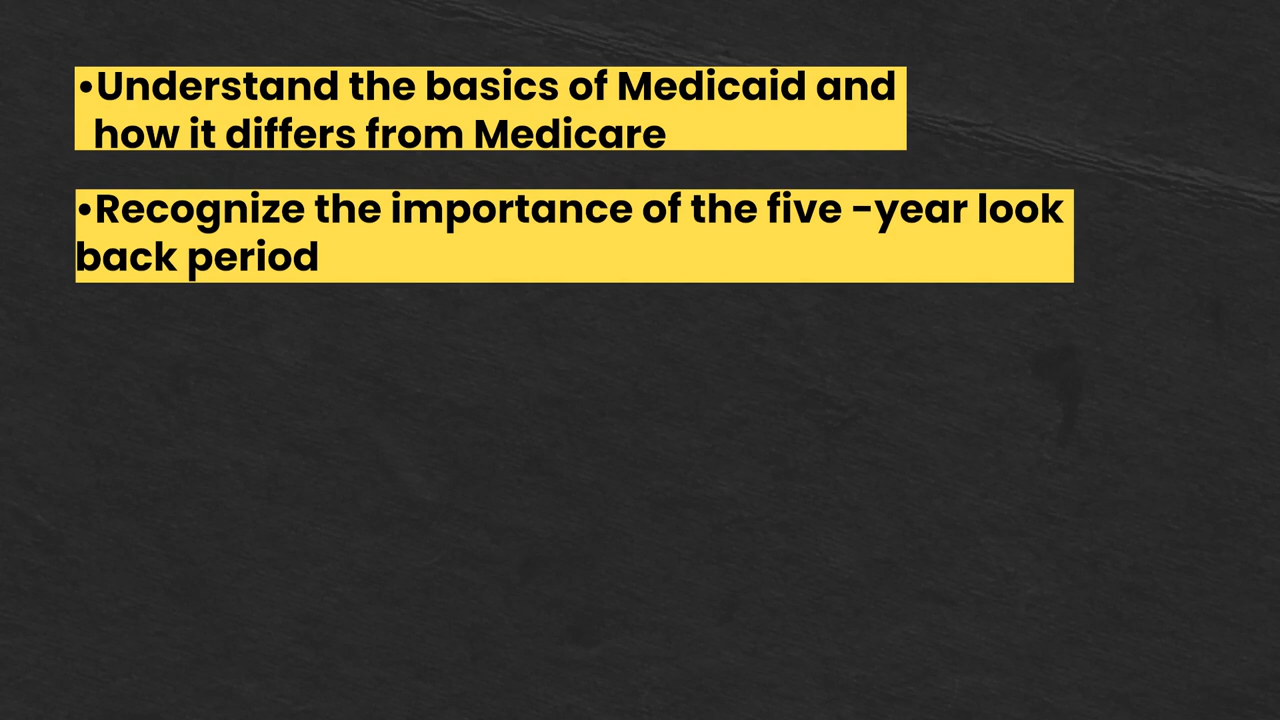 •Understand the basics of Medicaid and
how it differs from Medicare
•Recognize the importance of the five -year look
back period